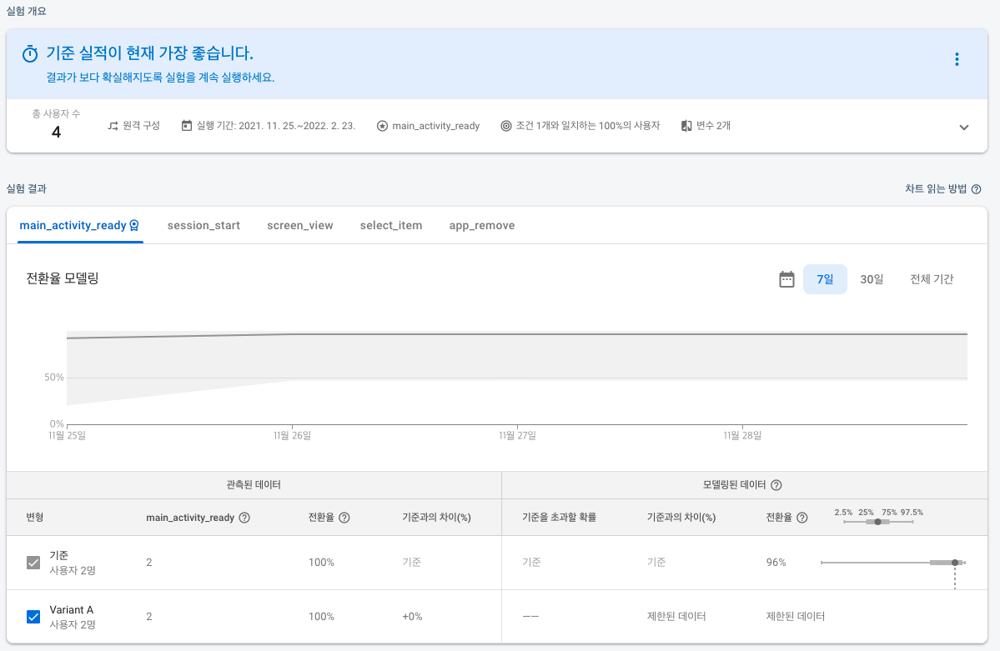 실험 개요
기준 실적이 현재 가장 좋습니다.
결과가 보다 확실해지도록 실험을 계속 실행하세요.
총 사용자 수
4
원격 구성
실행 기간: 2021. 11. 25.~2022. 2. 23.
main_activity_ready
조건 1개와 일치하는 100%의 사용자
변수 2개
실험 결과
차트 읽는 방법
main_activity_ready
session_start
screen_view
select_item
app_remove
전환율 모델링
7일
30일
전체 기간
50%
0%
11월 25일
11월 26일
11월 27일
11월 28일
관측된 데이터
모델링된 데이터
변형
main_activity_ready
전환율
기준과의 차이(%)
기준을 초과할 확률
기준과의 차이(%)
전환율
2.5% 25% 75% 97.5%
기준
사용자 2명
2
100%
기준
기준
기준
96%
Variant A
사용자 2명
2
100%
+0%
——
제한된 데이터
제한된 데이터